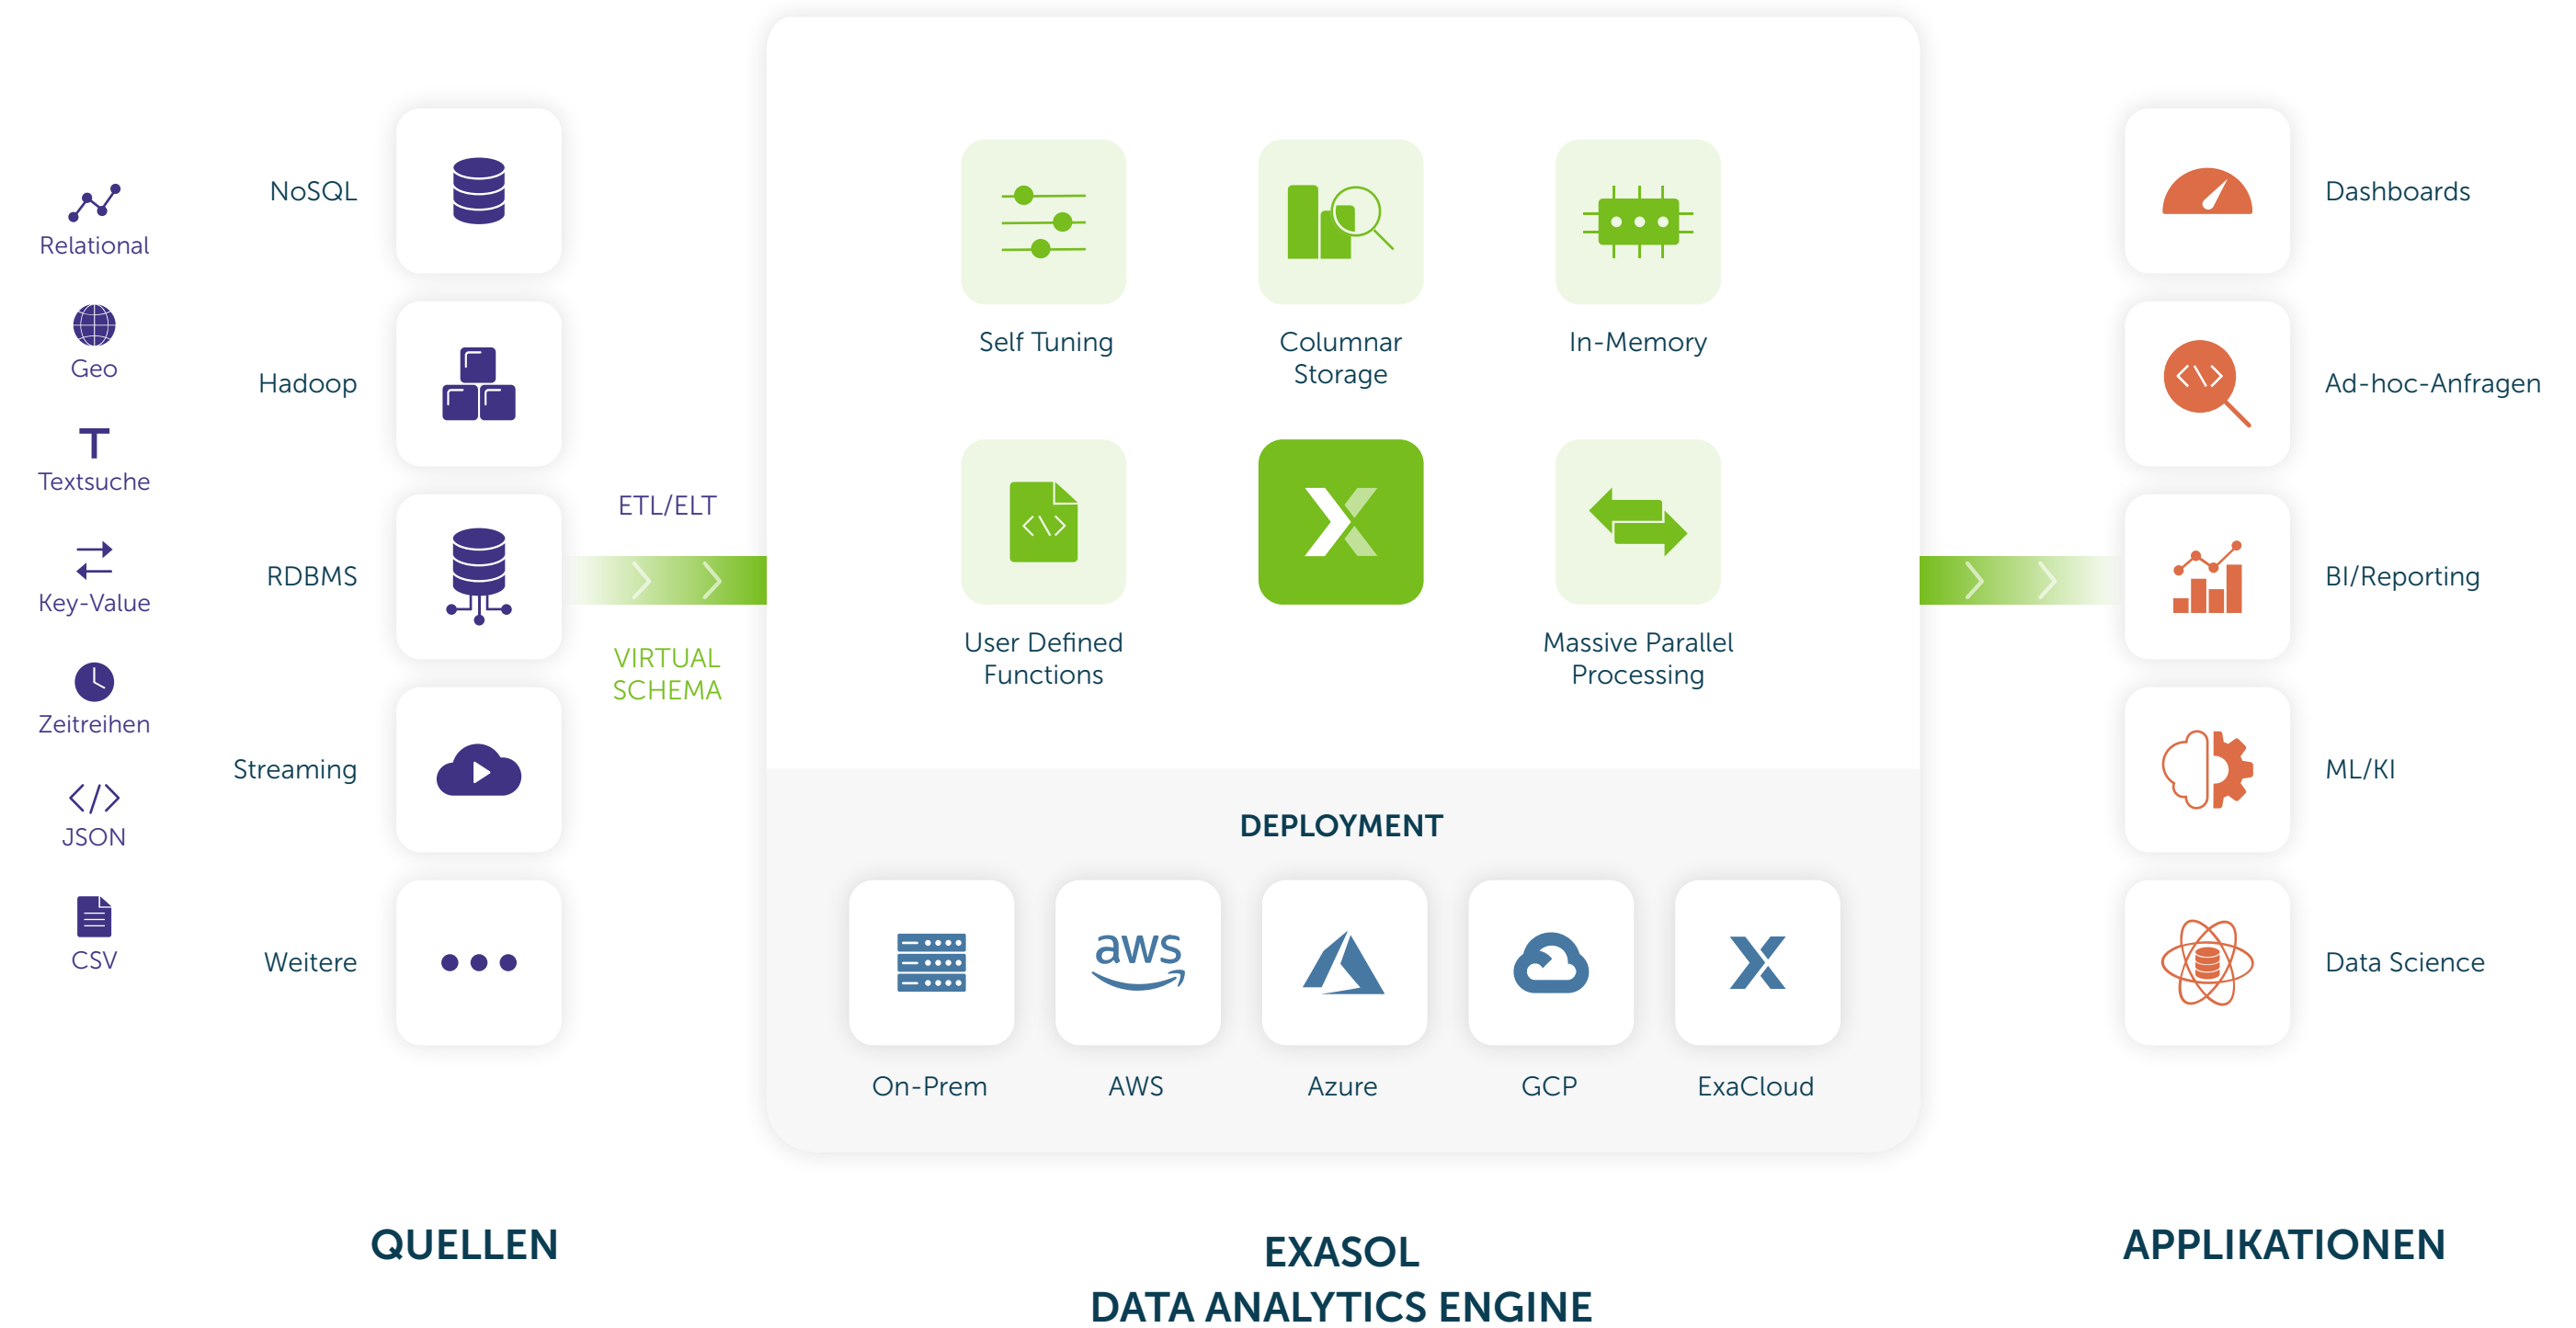 Relational
Geo
Textsuche
Key-Value
Zeitreihen
JSON
CSV
NoSQL
Hadoop
RDBMS
Streaming
Weitere
ETL/ELT
VIRTUAL
SCHEMA
Self Tuning
Columnar
Storage
In-Memory
User Defined
Functions
Massive Parallel
Processing
DEPLOYMENT
aws
On-Prem
AWS
Azure
GCP
ExaCloud
Dashboards
Ad-hoc-Anfragen
BI/Reporting
ML/KI
Data Science
QUELLEN
EXASOL
DATA ANALYTICS ENGINE
APPLIKATIONEN